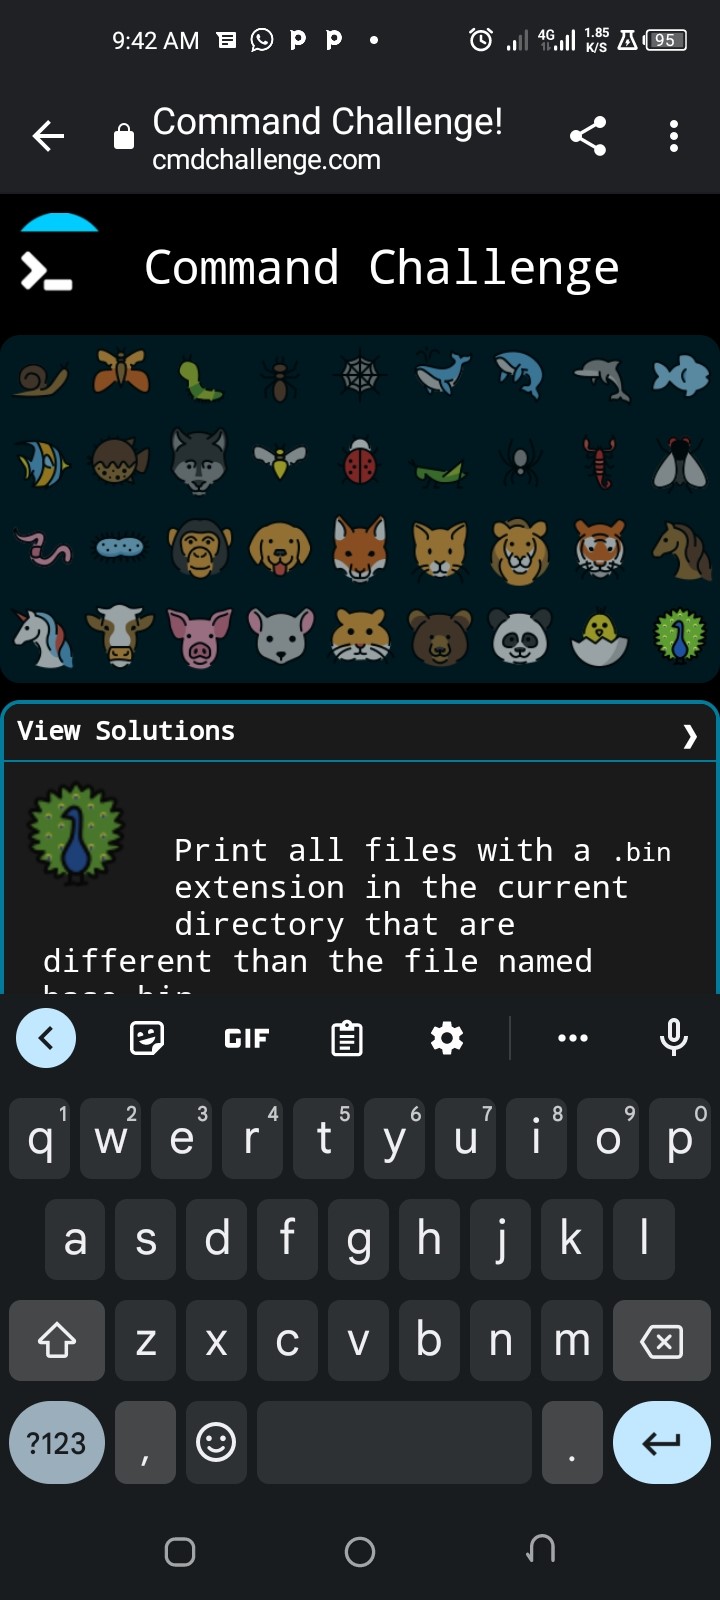 9:42 AM
4G
1.85
K/S
95
Command Challenge!
cmdchallenge.com
Command Challenge
View Solutions
Print all files with a .bin
extension in the current
directory that are
different than the file named
base.bin
GIF
1 2 3 4 5 6 7 8 9 0
q w e r t y u i o p
a s d f g h j k l
z x c v b n m
?123 , .